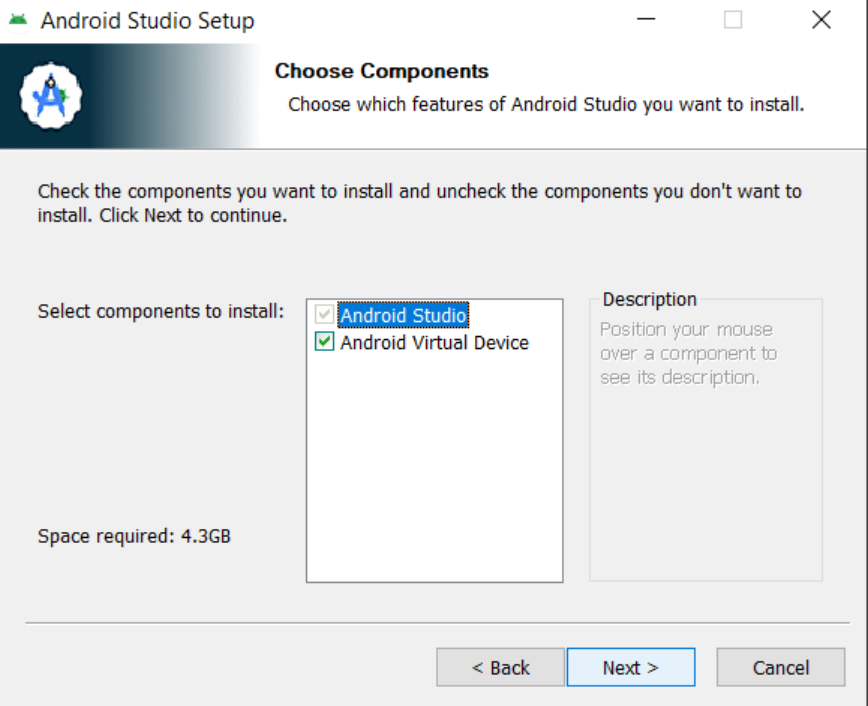 Android Studio Setup
Choose Components
Choose which features of Android Studio you want to install.
Check the components you want to install and uncheck the components you don't want to
install. Click Next to continue.
Select components to install:
Android Studio
Android Virtual Device
Description
Position your mouse
over a component to
see its description.
Space required: 4.3GB
< Back
Next >
Cancel